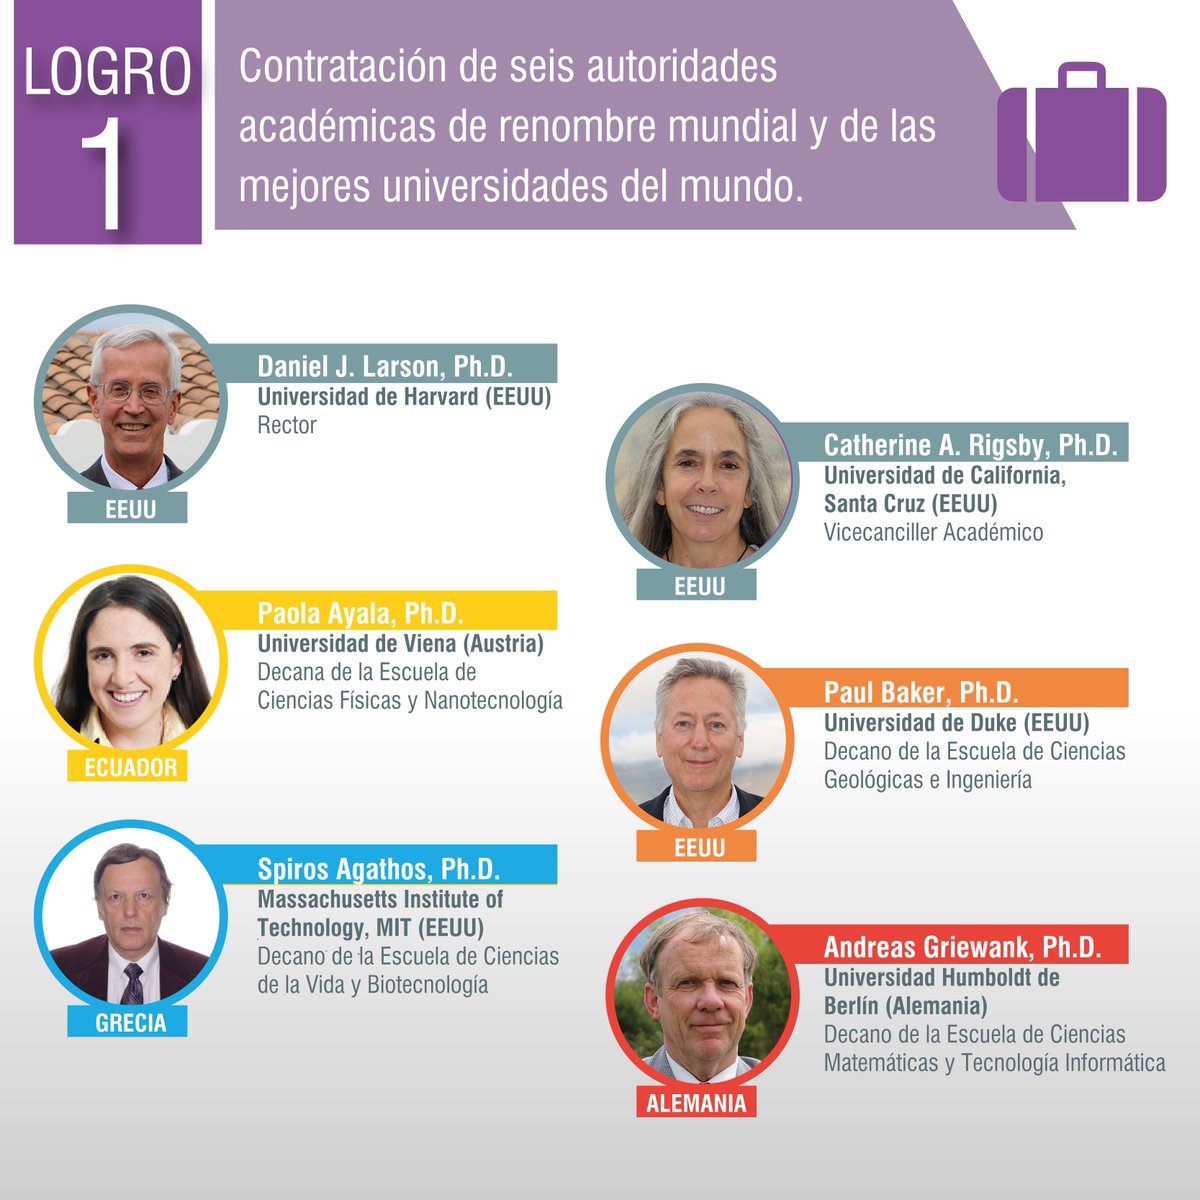 LOGRO
1
Contratación de seis autoridades
académicas de renombre mundial y de las
mejores universidades del mundo.
Daniel J. Larson, Ph.D.
Universidad de Harvard (EEUU)
Rector
EEUU
Catherine A. Rigsby, Ph.D.
Universidad de California,
Santa Cruz (EEUU)
Vicecanciller Académico
EEUU
Paola Ayala, Ph.D.
Universidad de Viena (Austria)
Decana de la Escuela de
Ciencias Físicas y Nanotecnología
ECUADOR
Paul Baker, Ph.D.
Universidad de Duke (EEUU)
Decano de la Escuela de Ciencias
Geológicas e Ingeniería
EEUU
Spiros Agathos, Ph.D.
Massachusetts Institute of
Technology, MIT (EEUU)
Decano de la Escuela de Ciencias
de la Vida y Biotecnología
GRECIA
Andreas Griewank, Ph.D.
Universidad Humboldt de
Berlín (Alemania)
Decano de la Escuela de Ciencias
Matemáticas y Tecnología Informática
ALEMANIA